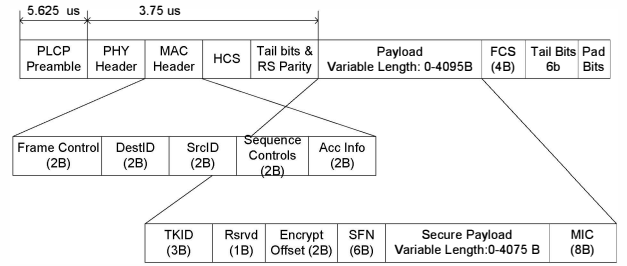 5.625 us
3.75 us
PLCP
Preamble
PHY
Header
MAC
Header
HCS
Tail bits &
RS Parity
Payload
Variable Length: 0-4095B
FCS
(4B)
Tail Bits
6b
Pad
Bits
Frame Control
(2B)
DestID
(2B)
SrcID
(2B)
Sequence
Controls
(2B)
Acc Info
(2B)
TKID
(3B)
Rsrvd
(1B)
Encrypt
Offset (2B)
SFN
(6B)
Secure Payload
Variable Length:0-4075 B
MIC
(8B)